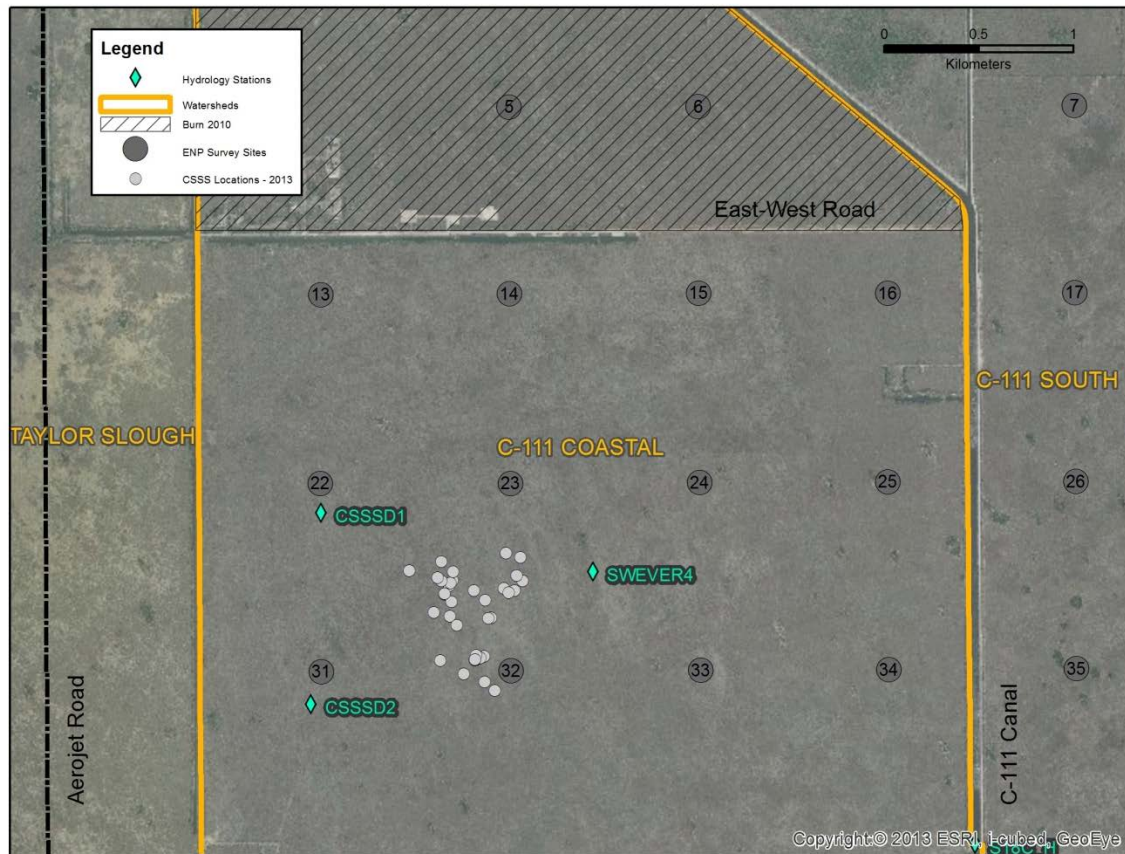 Legend
Hydrology Stations
Watersheds
Burn 2010
ENP Survey Sites
CSSS Locations - 2013
0 0.5 1
Kilometers
5 6 7
East-West Road
13 14 15 16 17
C-111 SOUTH
TAYLOR SLOUGH
C-111 COASTAL
22 23 24 25 26
CSSSD1
SWEVER4
31 32 33 34 35
CSSSD2
Aerojet Road
C-111 Canal
Copyright:© 2013 ESRI, i-cubed, GeoEye